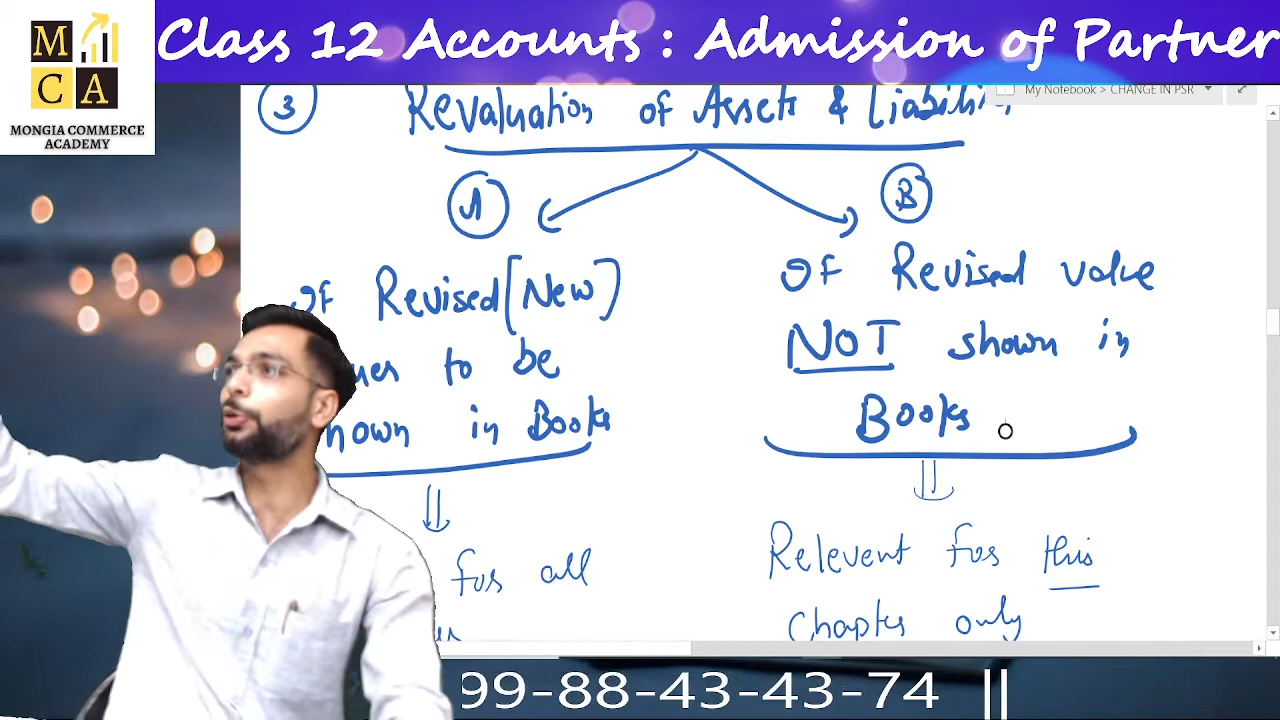 M
C A
MONGIA COMMERCE
ACADEMY
Class 12 Accounts : Admission of Partner
My Notebook > CHANGE IN PSR
3 Revaluation of Assets &
A
B
Of Revised [New]
to be
in Books
for all
Of Revised value
NOT shown in
Books
Relevent for this
Chapter only
99-88-43-43-74 ||